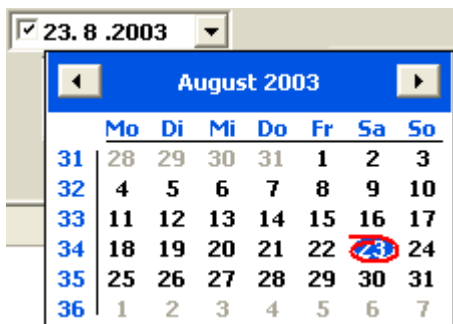 23. 8 .2003
August 2003
Mo Di Mi Do Fr Sa So
31 28 29 30 31 1 2 3
32 4 5 6 7 8 9 10
33 11 12 13 14 15 16 17
34 18 19 20 21 22 23 24
35 25 26 27 28 29 30 31
36 1 2 3 4 5 6 7